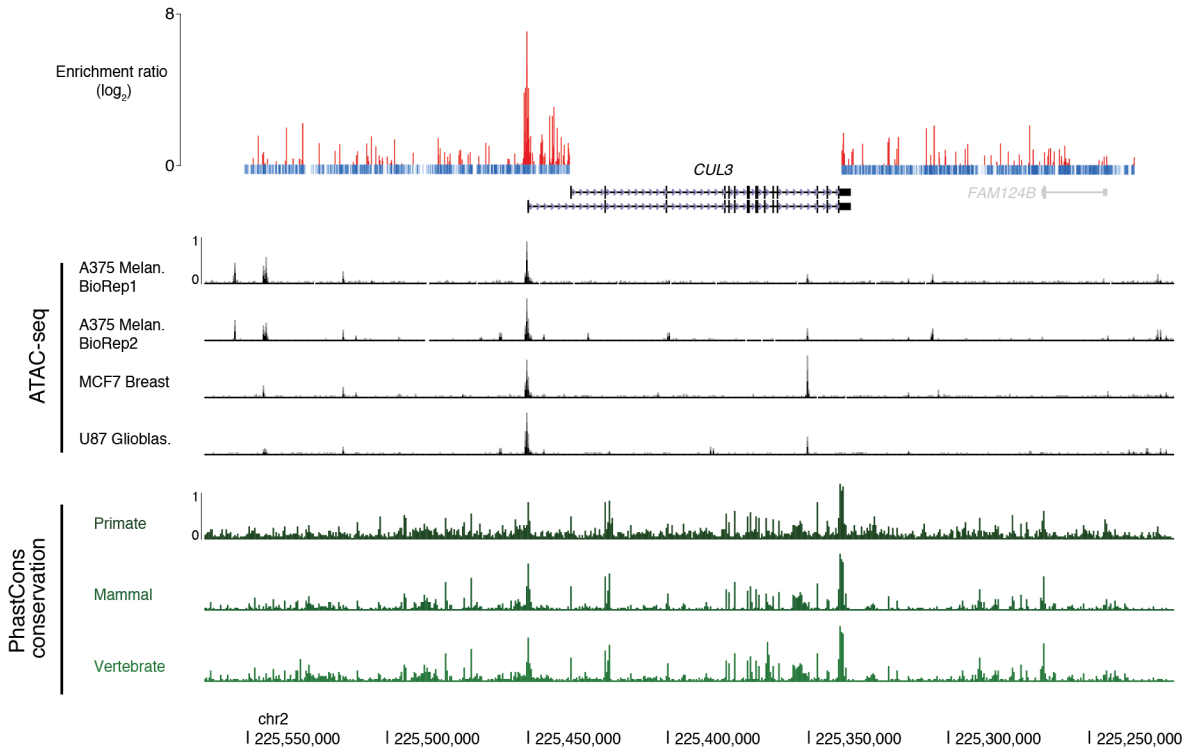 8
Enrichment ratio
(log2)
0
CUL3
FAM124B
ATAC-seq
1
0
A375 Melan.
BioRep1
A375 Melan.
BioRep2
MCF7 Breast
U87 Glioblas.
PhastCons
conservation
1
0
Primate
Mammal
Vertebrate
chr2
225,550,000 225,500,000 225,450,000 225,400,000 225,350,000 225,300,000 225,250,000